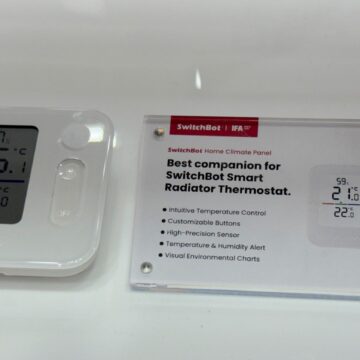 SwitchBot | IFA
SwitchBot Home Climate Panel
Best companion for
SwitchBot Smart
Radiator Thermostat.
• Intuitive Temperature Control
• Customizable Buttons
• High-Precision Sensor
• Temperature & Humidity Alert
• Visual Environmental Charts
59%
21.0
22.0